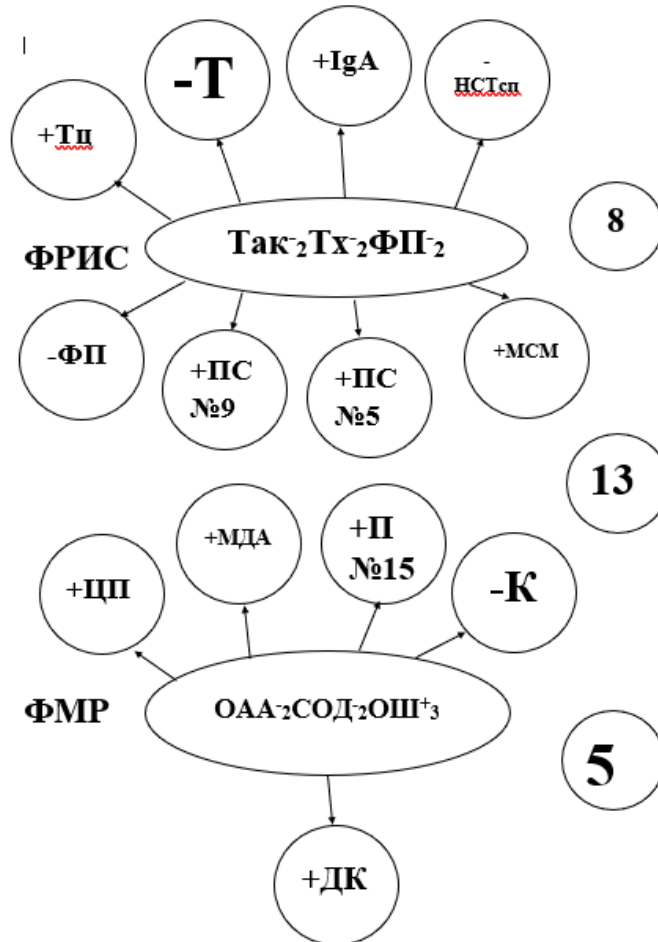 -Т
+IgA
-
НСТсп
+Тц
8
Так⁻₂Тх⁻₂ФП⁻₂
ФРИС
-ФП
+ПС
№9
+ПС
№5
+МСМ
13
+МДА
+П
№15
+ЦП
-К
ФМР
ОАА⁻₂СОД⁻₂ОШ⁺₃
5
+ДК